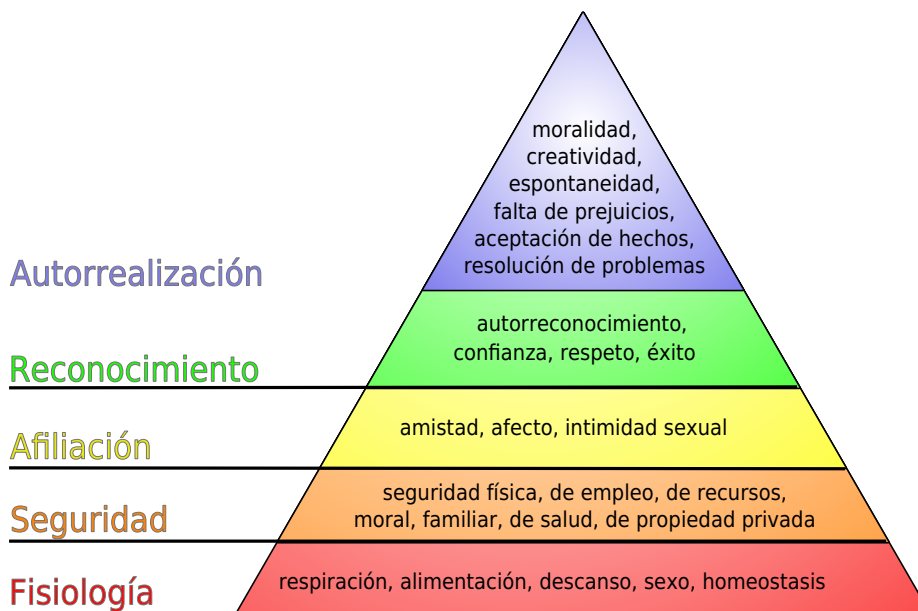 moralidad,
creatividad,
espontaneidad,
falta de prejuicios,
aceptación de hechos,
resolución de problemas
Autorrealización
autorreconocimiento,
confianza, respeto, éxito
Reconocimiento
amistad, afecto, intimidad sexual
Afiliación
seguridad física, de empleo, de recursos,
moral, familiar, de salud, de propiedad privada
Seguridad
respiración, alimentación, descanso, sexo, homeostasis
Fisiología